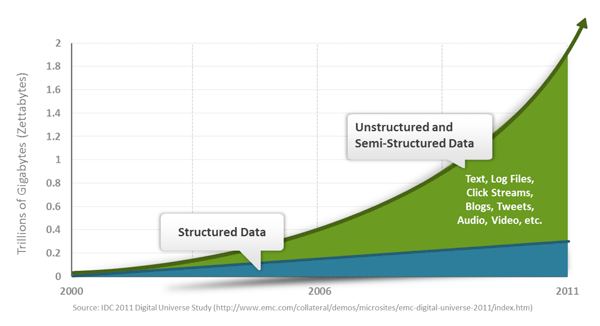 Trillions of Gigabytes (Zettabytes)
2
1.8
1.6
1.4
1.2
1
0.8
0.6
0.4
0.2
0
Unstructured and
Semi-Structured Data
Text, Log Files,
Click Streams,
Blogs, Tweets,
Audio, Video, etc.
Structured Data
2000
2006
2011
Source: IDC 2011 Digital Universe Study (http://www.emc.com/collateral/demos/microsites/emc-digital-universe-2011/index.htm)